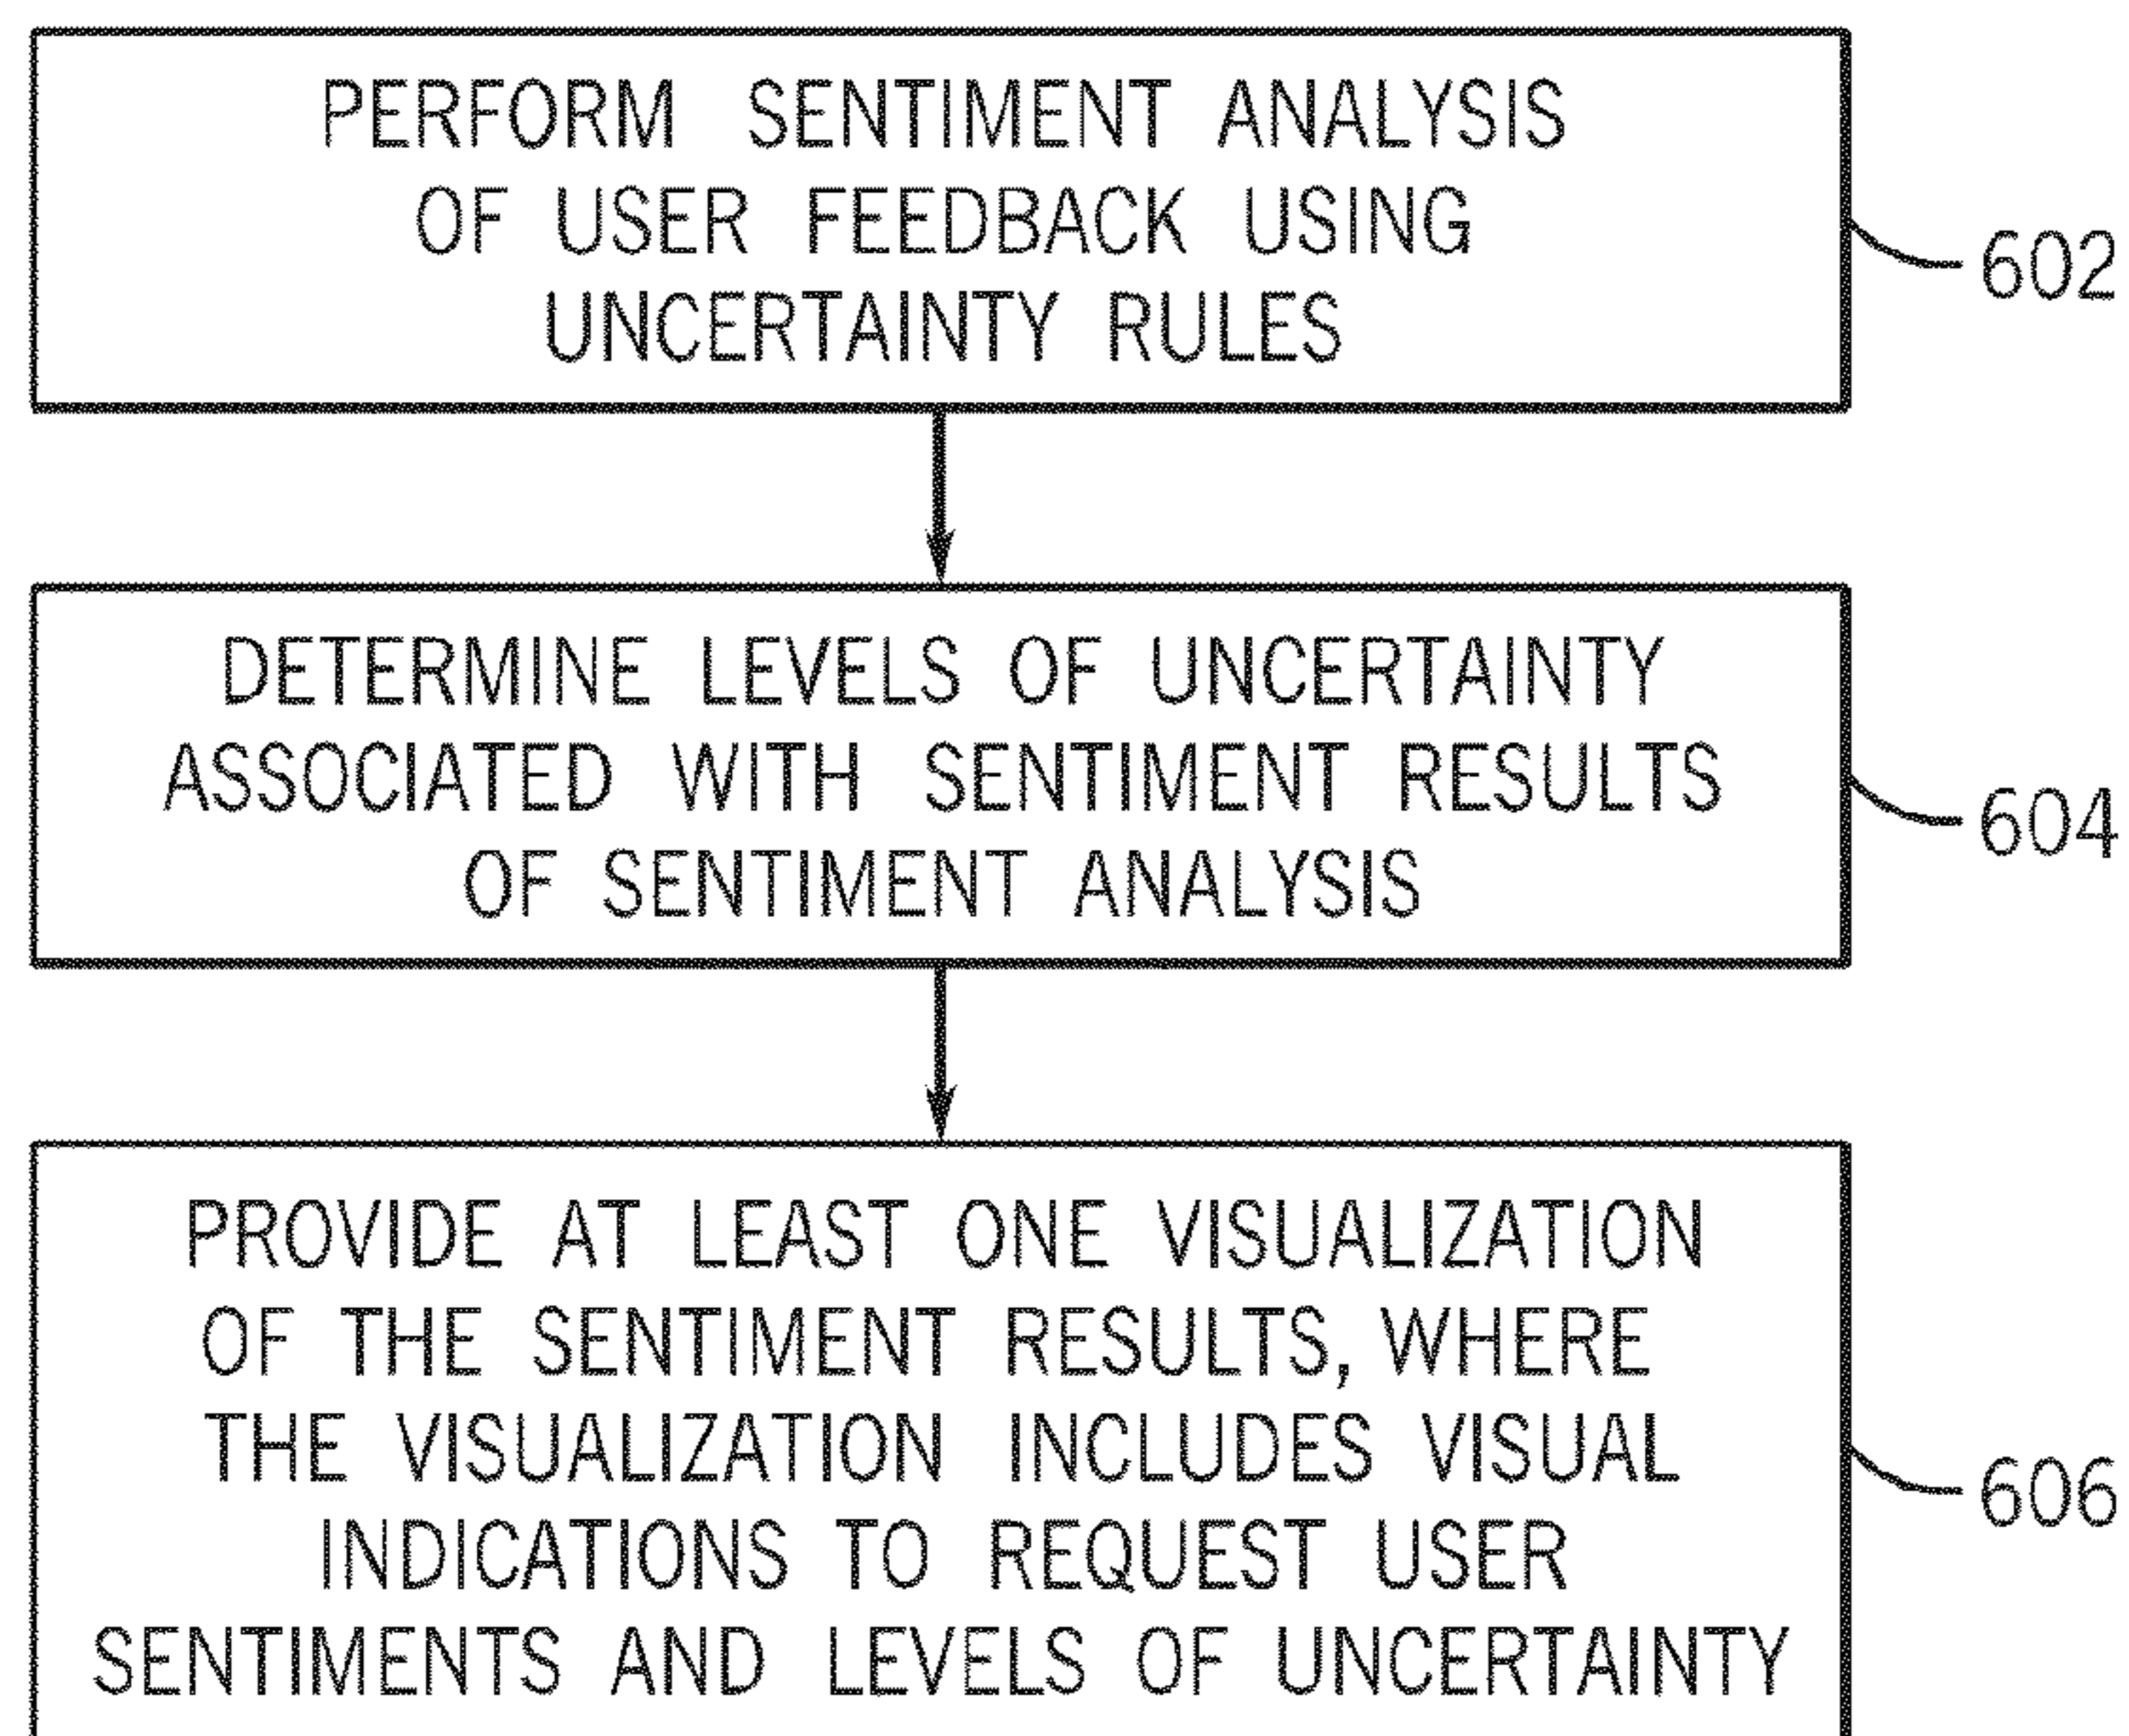 PERFORM SENTIMENT ANALYSIS
OF USER FEEDBACK USING
UNCERTAINTY RULES
602
DETERMINE LEVELS OF UNCERTAINTY
ASSOCIATED WITH SENTIMENT RESULTS
OF SENTIMENT ANALYSIS
604
PROVIDE AT LEAST ONE VISUALIZATION
OF THE SENTIMENT RESULTS, WHERE
THE VISUALIZATION INCLUDES VISUAL
INDICATIONS TO REQUEST USER
SENTIMENTS AND LEVELS OF UNCERTAINTY
606